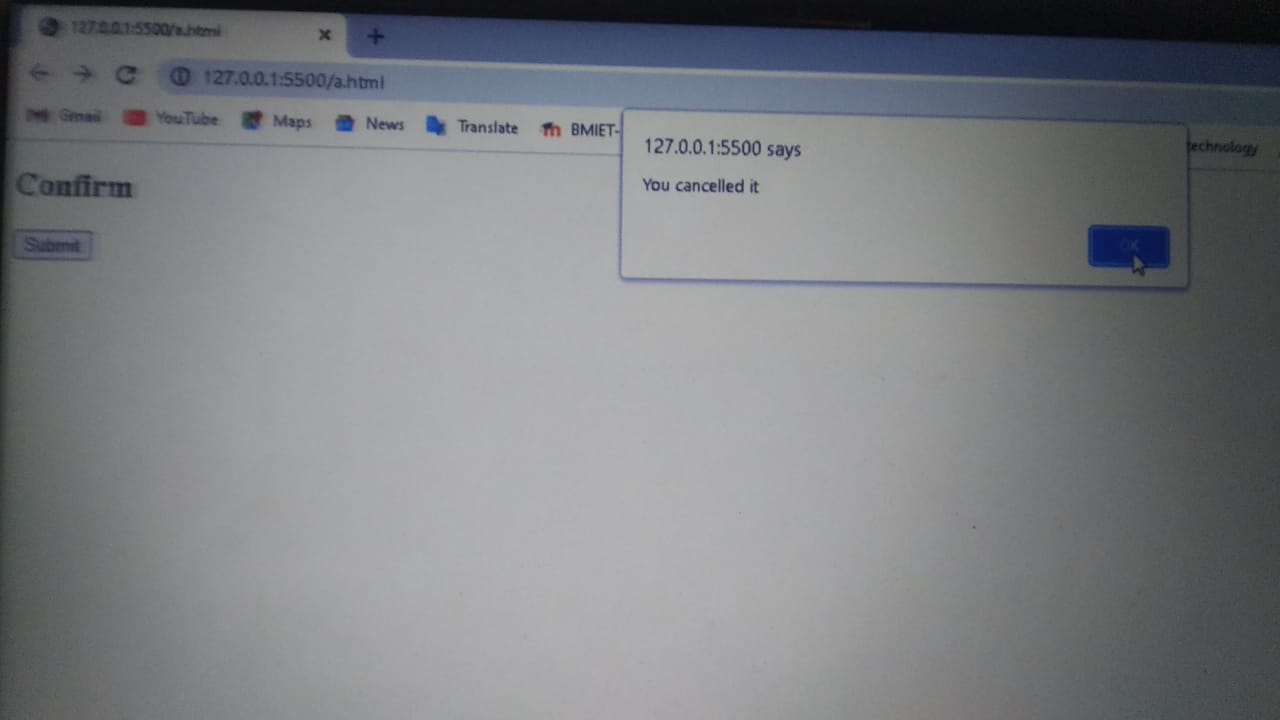 127.0.0.1:5500/a.html
127.0.0.1:5500/a.html
Gmail YouTube Maps News Translate BMIET- technology
127.0.0.1:5500 says
You cancelled it
OK
Confirm
Submit